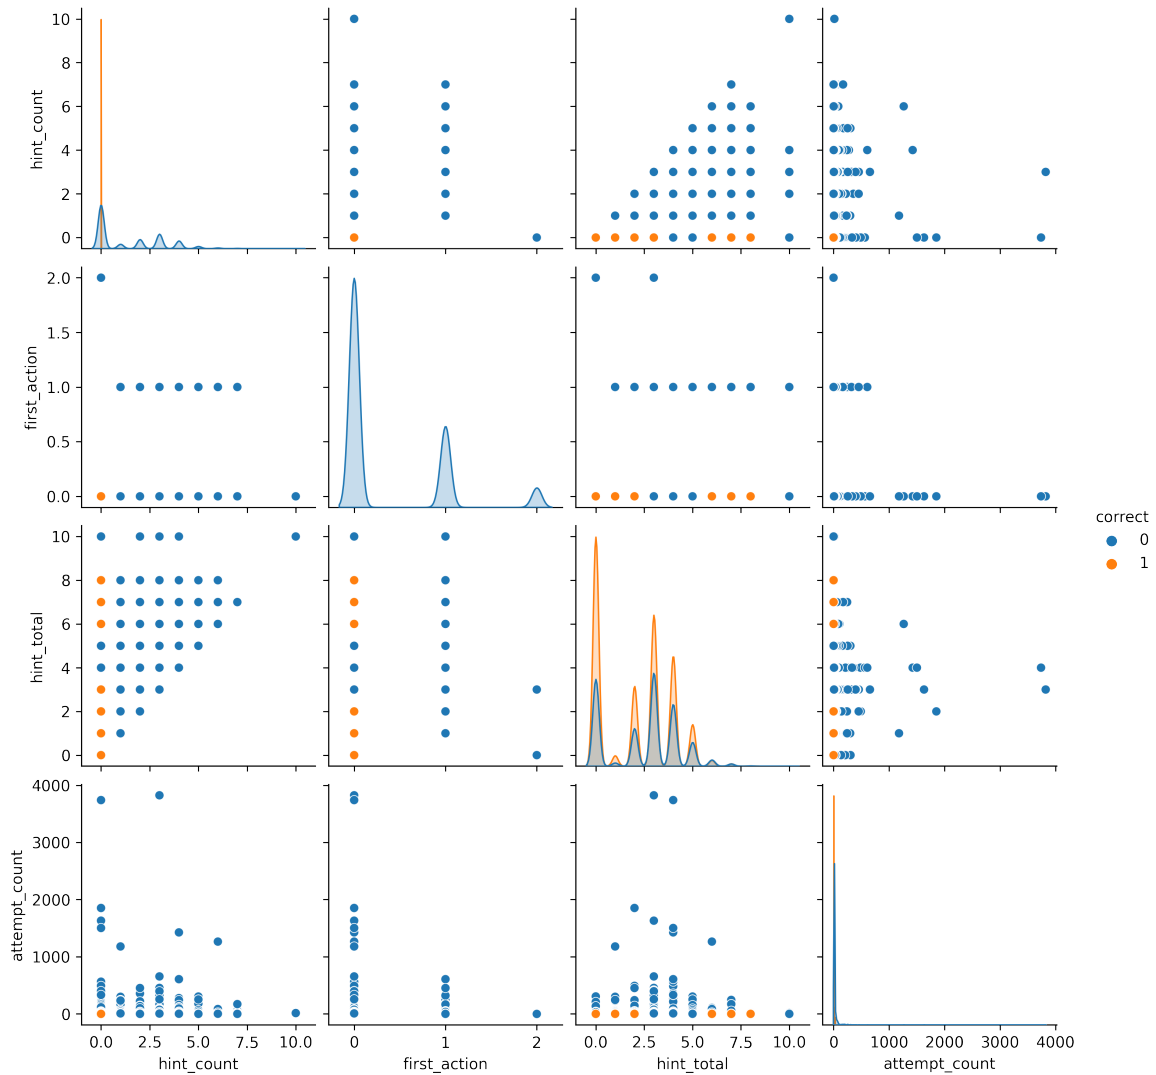 10
8
6
4
2
0
hint_count
2.0
1.5
1.0
0.5
0.0
first_action
correct
0
1
10
8
6
4
2
0
hint_total
4000
3000
2000
1000
0
attempt_count
0.0 2.5 5.0 7.5 10.0
hint_count
0 1 2
first_action
0.0 2.5 5.0 7.5 10.0
hint_total
0 1000 2000 3000 4000
attempt_count